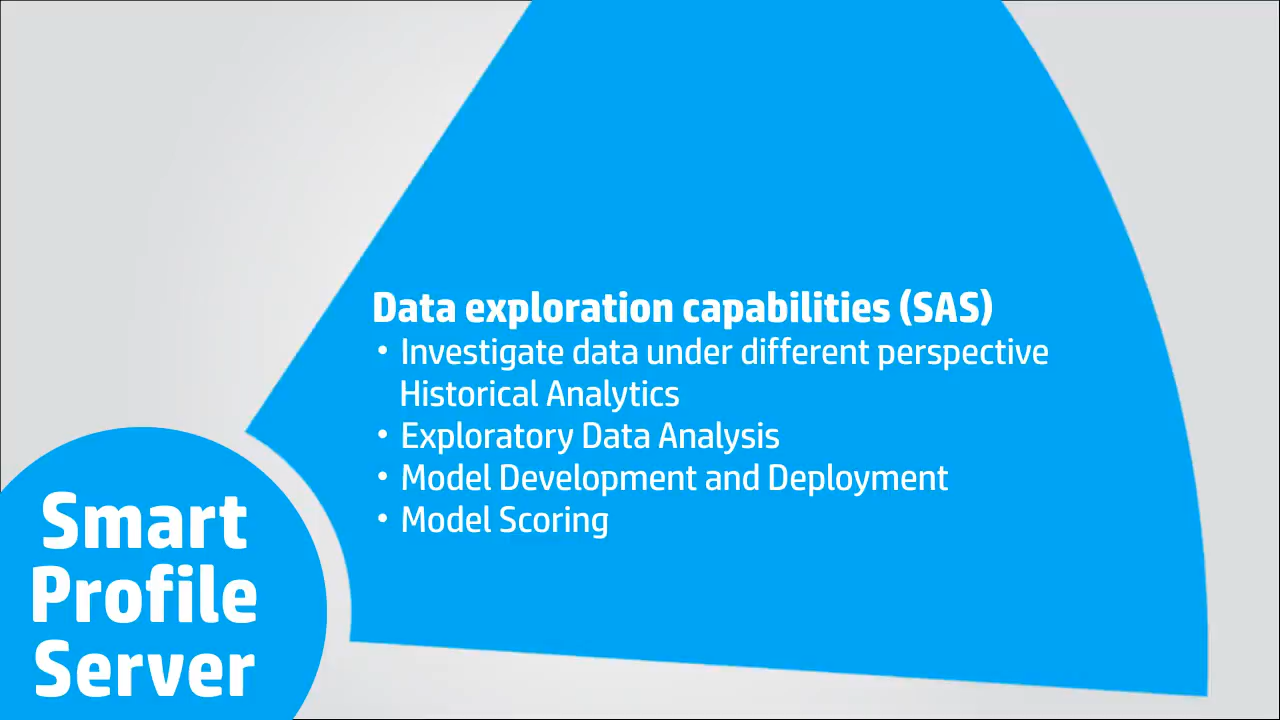 Data exploration capabilities (SAS)
• Investigate data under different perspective
Historical Analytics
• Exploratory Data Analysis
• Model Development and Deployment
• Model Scoring
Smart
Profile
Server